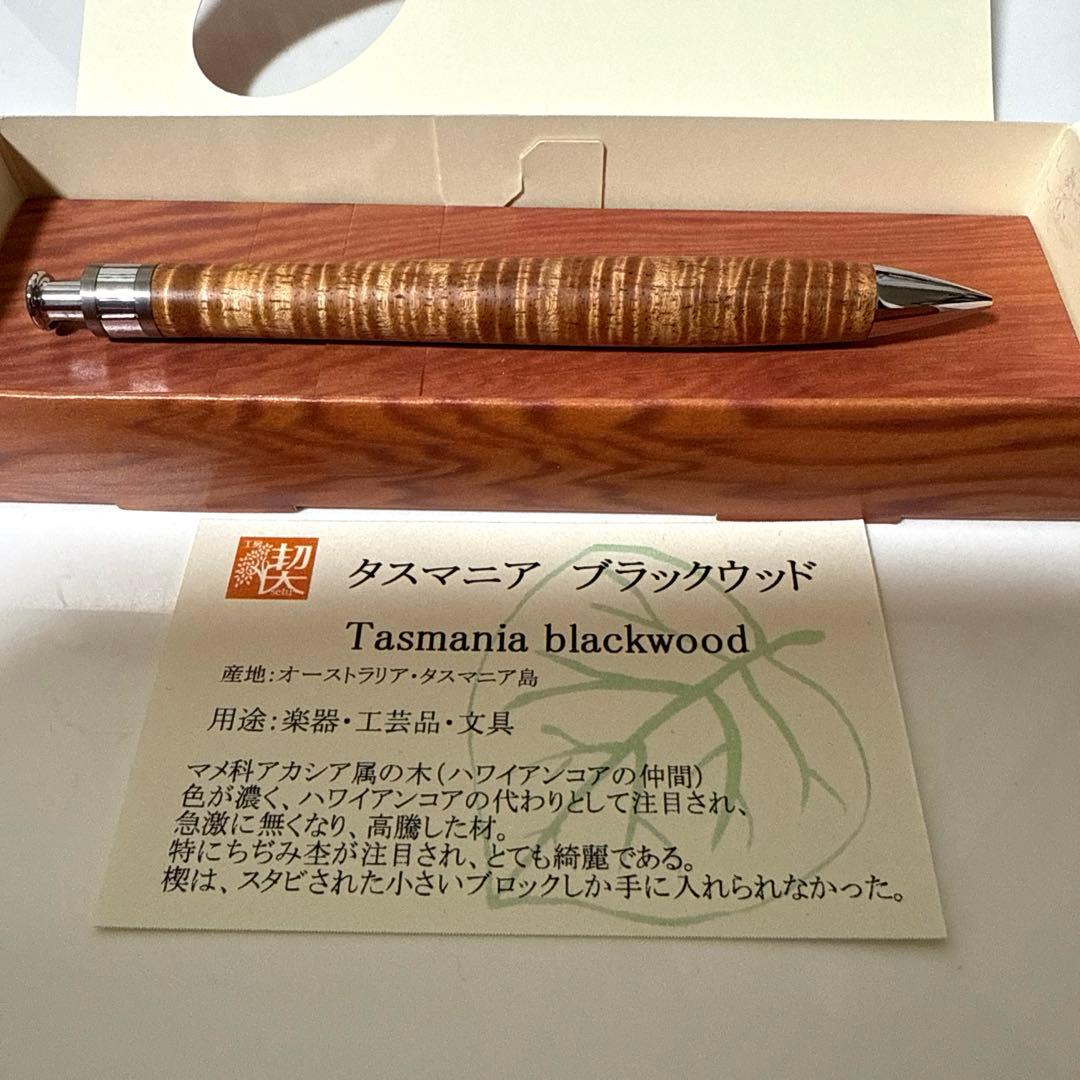 工房
楔
setu
タスマニア ブラックウッド
Tasmania blackwood
産地:オーストラリア・タスマニア島
用途:楽器・工芸品・文具
マメ科アカシア属の木(ハワイアンコアの仲間)
色が濃く、ハワイアンコアの代わりとして注目され、
急激に無くなり、高騰した材。
特にちぢみ杢が注目され、とても綺麗である。
楔は、スタビされた小さいブロックしか手に入れられなかった。